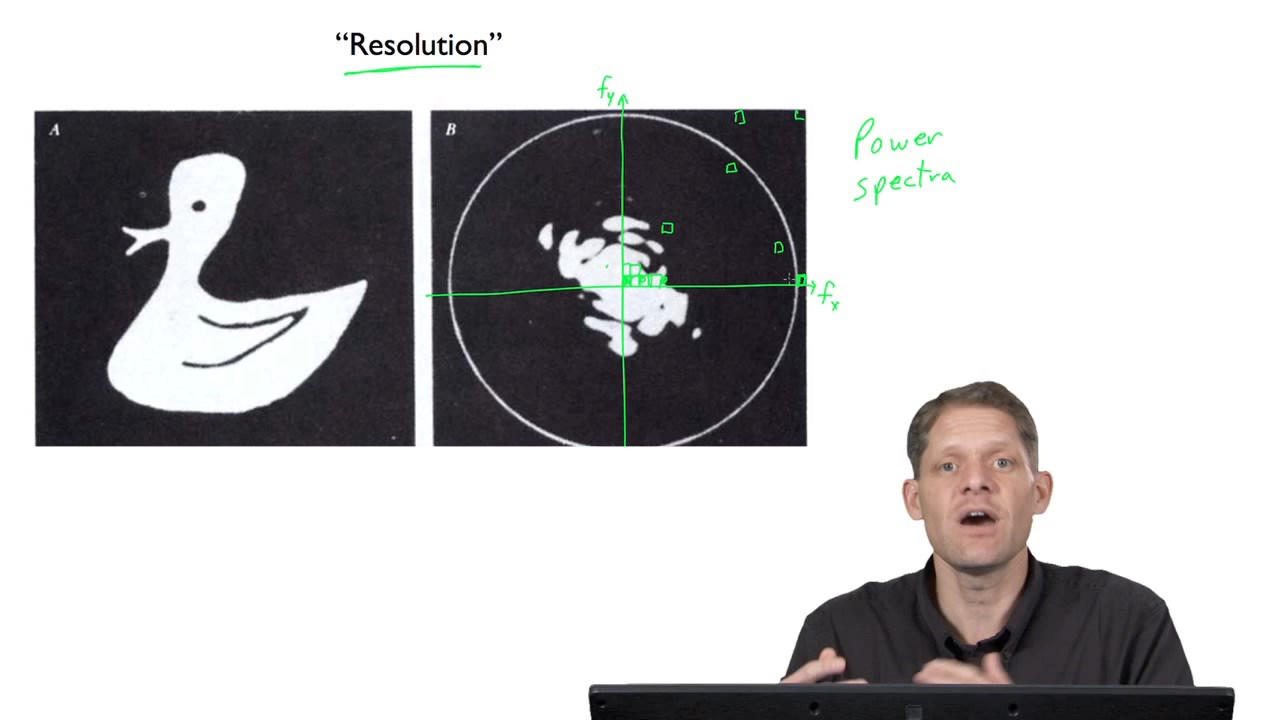 “Resolution”
A
B
f_y
Power
spectra
f_x